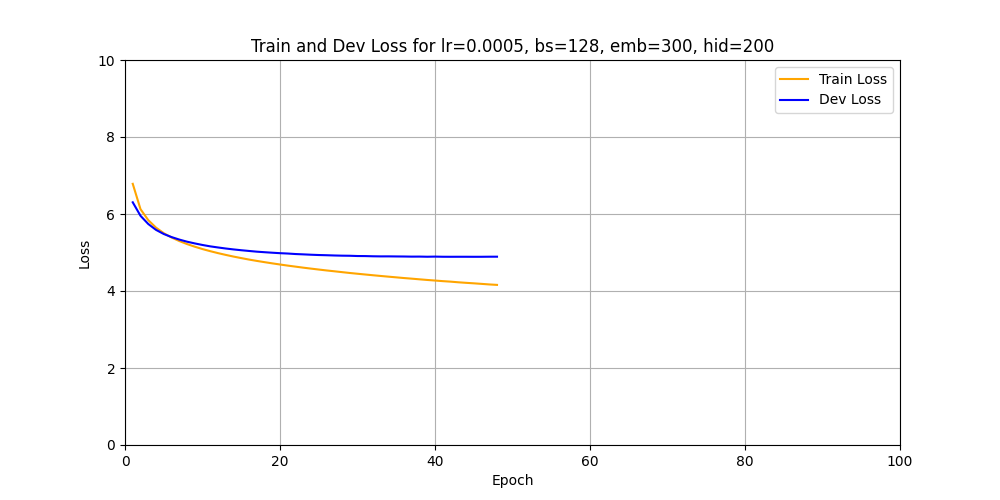 Train and Dev Loss for lr=0.0005, bs=128, emb=300, hid=200
Train Loss
Dev Loss
10
8
6
4
2
0
Loss
0 20 40 60 80 100
Epoch